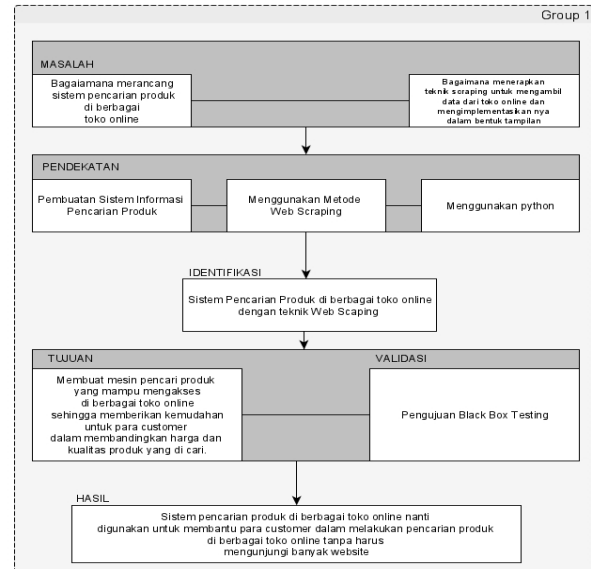 Group 1
MASALAH
Bagaiamana merancang
sistem pencarian produk
di berbagai
toko online
Bagaimana menerapkan
teknik scraping untuk mengambil
data dari toko online dan
mengimplementasikan nya
dalam bentuk tampilan
PENDEKATAN
Pembuatan Sistem Informasi
Pencarian Produk
Menggunakan Metode
Web Scraping
Menggunakan python
IDENTIFIKASI
Sistem Pencarian Produk di berbagai toko online
dengan teknik Web Scaping
TUJUAN
Membuat mesin pencari produk
yang mampu mengakses
di berbagai toko online
sehingga memberikan kemudahan
untuk para customer
dalam membandingkan harga dan
kualitas produk yang di cari.
VALIDASI
Pengujuan Black Box Testing
HASIL
Sistem pencarian produk di berbagai toko online nanti
digunakan untuk membantu para customer dalam melakukan pencarian produk
di berbagai toko online tanpa harus
mengunjungi banyak website